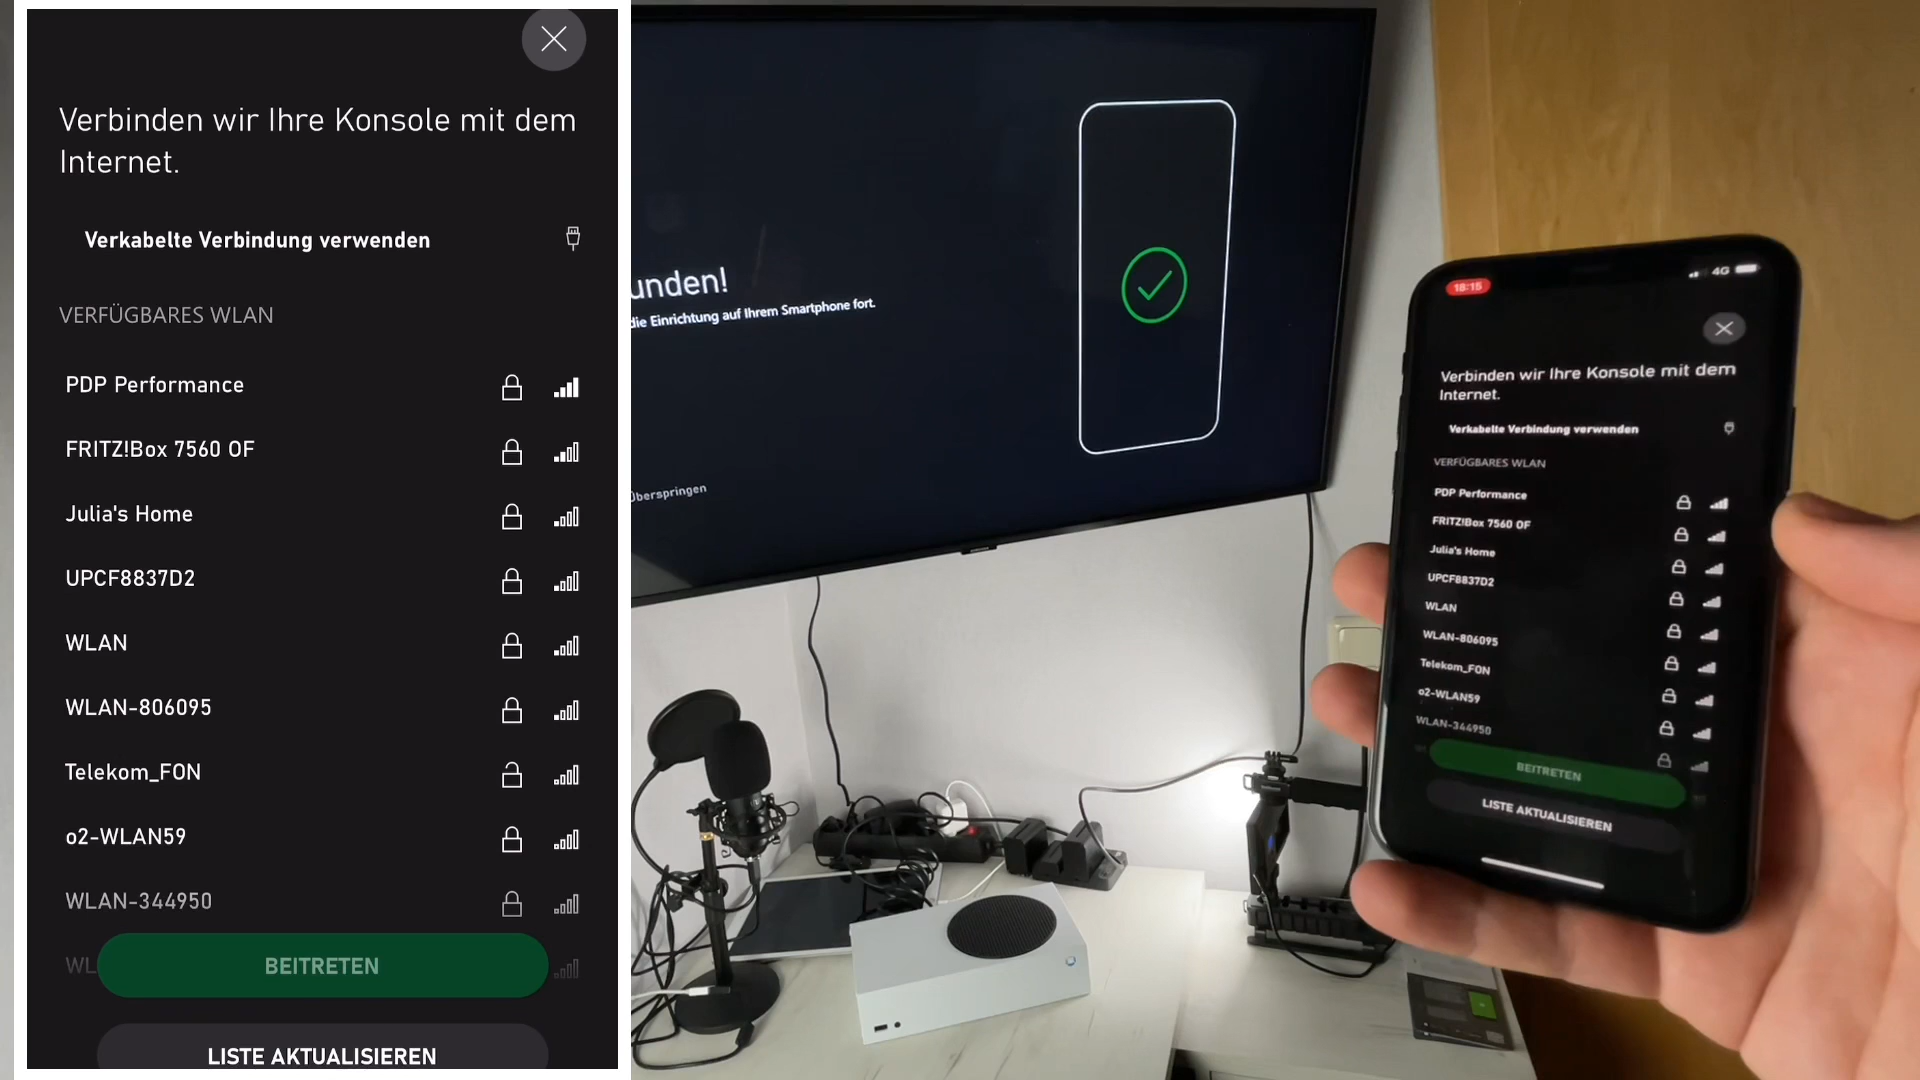 Verbinden wir Ihre Konsole mit dem
Internet.
Verkabelte Verbindung verwenden
VERFÜGBARES WLAN
PDP Performance
FRITZ!Box 7560 OF
Julia's Home
UPCF8837D2
WLAN
WLAN-806095
Telekom_FON
o2-WLAN59
WLAN-344950
WL
BEITRETEN
LISTE AKTUALISIEREN
unden!
die Einrichtung auf Ihrem Smartphone fort.
Überspringen
18:15
4G
Verbinden wir Ihre Konsole mit dem
Internet.
Verkabelte Verbindung verwenden
VERFÜGBARES WLAN
PDP Performance
FRITZ!Box 7560 OF
Julia's Home
UPCF8837D2
WLAN
WLAN-806095
Telekom_FON
o2-WLAN59
WLAN-344950
BEITRETEN
LISTE AKTUALISIEREN